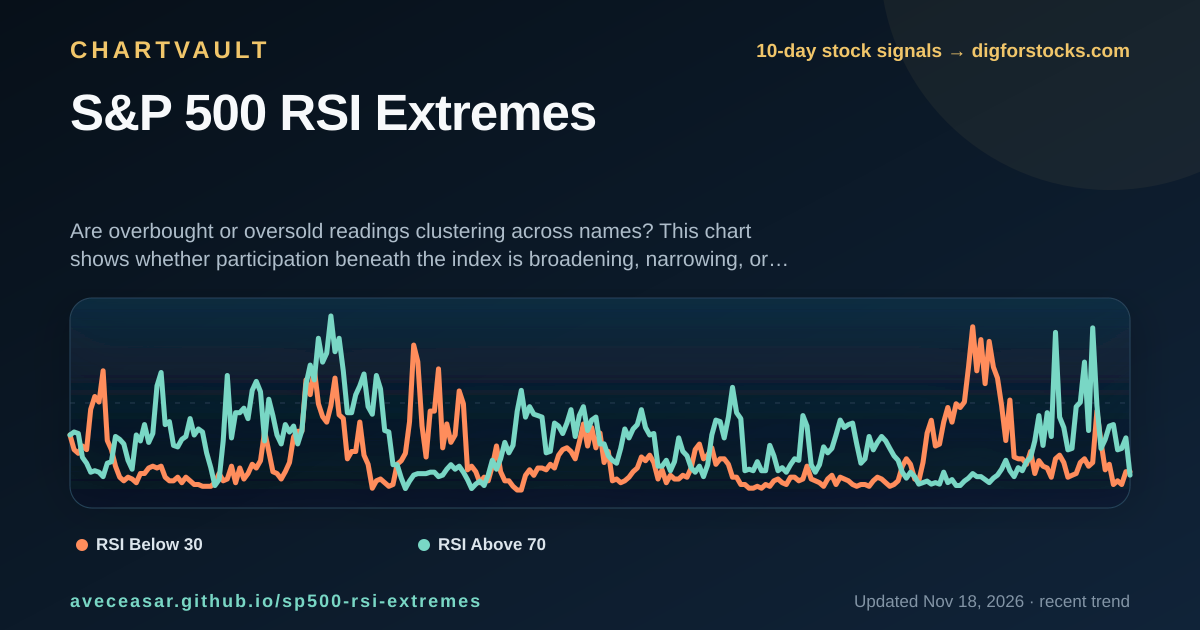 CHARTVAULT
10-day stock signals → digforstocks.com
S&P 500 RSI Extremes
Are overbought or oversold readings clustering across names? This chart
shows whether participation beneath the index is broadening, narrowing, or…
RSI Below 30
RSI Above 70
aveceasar.github.io/sp500-rsi-extremes
Updated Nov 18, 2026 · recent trend